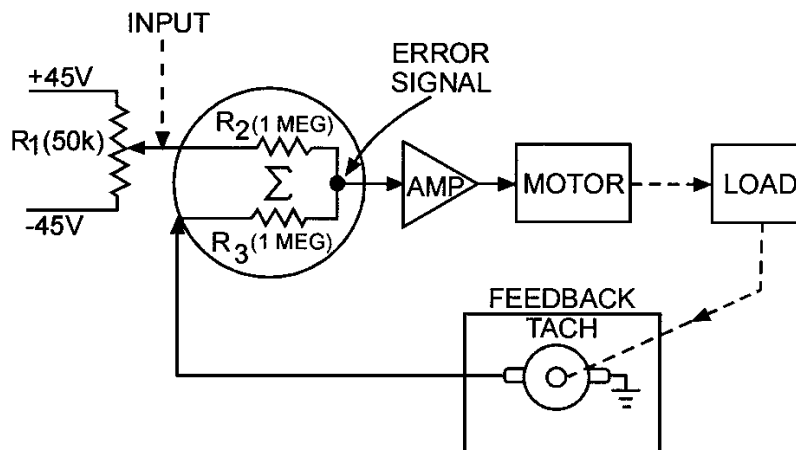 INPUT
+45V
R1(50k)
-45V
R2(1 MEG)
Σ
R3(1 MEG)
ERROR
SIGNAL
AMP
MOTOR
LOAD
FEEDBACK
TACH